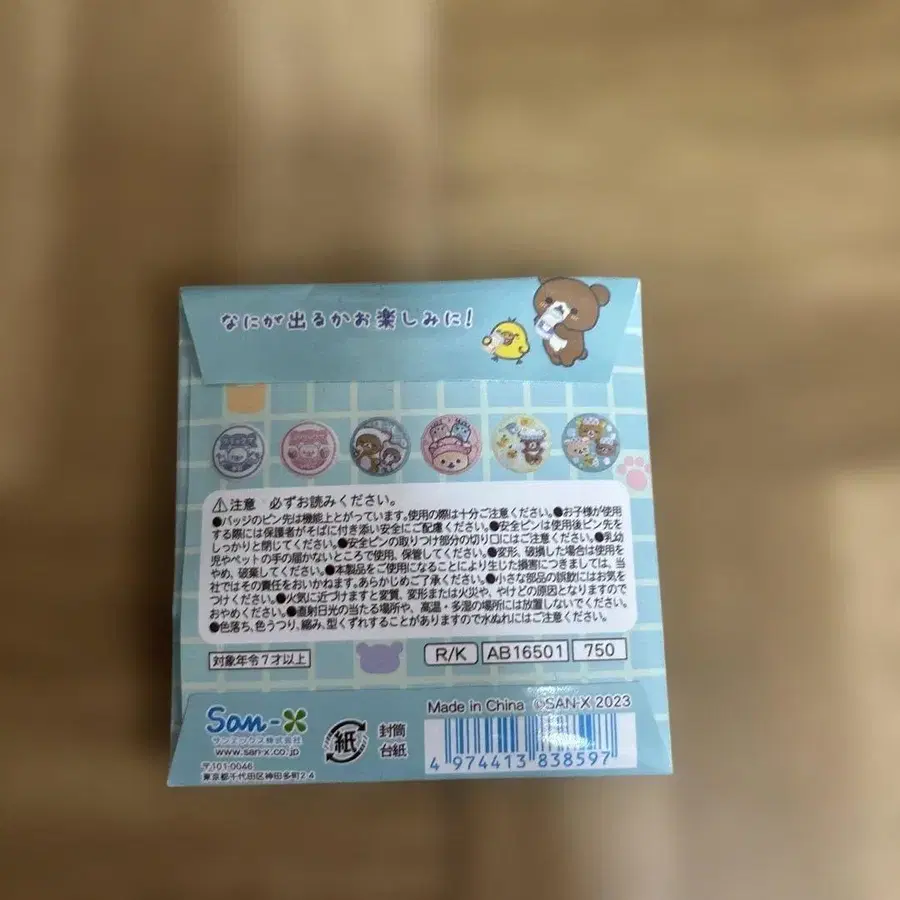 なにが出るかお楽しみに!
⚠注意 必ずお読みください。
●バッジのピン先は機能上とがっています。使用の際は十分ご注意ください。●お子様が使用
する際には保護者がそばに付き添い安全にご配慮ください。●安全ピンは使用後ピン先を
しっかりと閉じてください。●安全ピンの取りつけ部分の切り口にはご注意ください。●乳幼
児やペットの手の届かないところで使用、保管してください。●変形、破損した場合は使用を
やめ、破棄してください。●本製品をご使用になることにより生じた損害につきましては、当
社ではその責任をおいかねます。あらかじめご了承ください。●小さな部品の誤飲にはお気を
つけください。●火気に近づけますと変質、変形または火災や、やけどの原因となりますので
おやめください。●直射日光の当たる場所や、高温・多湿の場所には放置しないでください。
●色落ち、色うつり、縮み、型くずれすることがありますので水ぬれにはご注意ください。
対象年令7才以上
R/K AB16501 750
San-X
サンエックス株式会社
www.san-x.co.jp
〒101-0046
東京都千代田区神田多町2-4
紙
封筒
台紙
Made in China ©SAN-X 2023
4 974413 838597